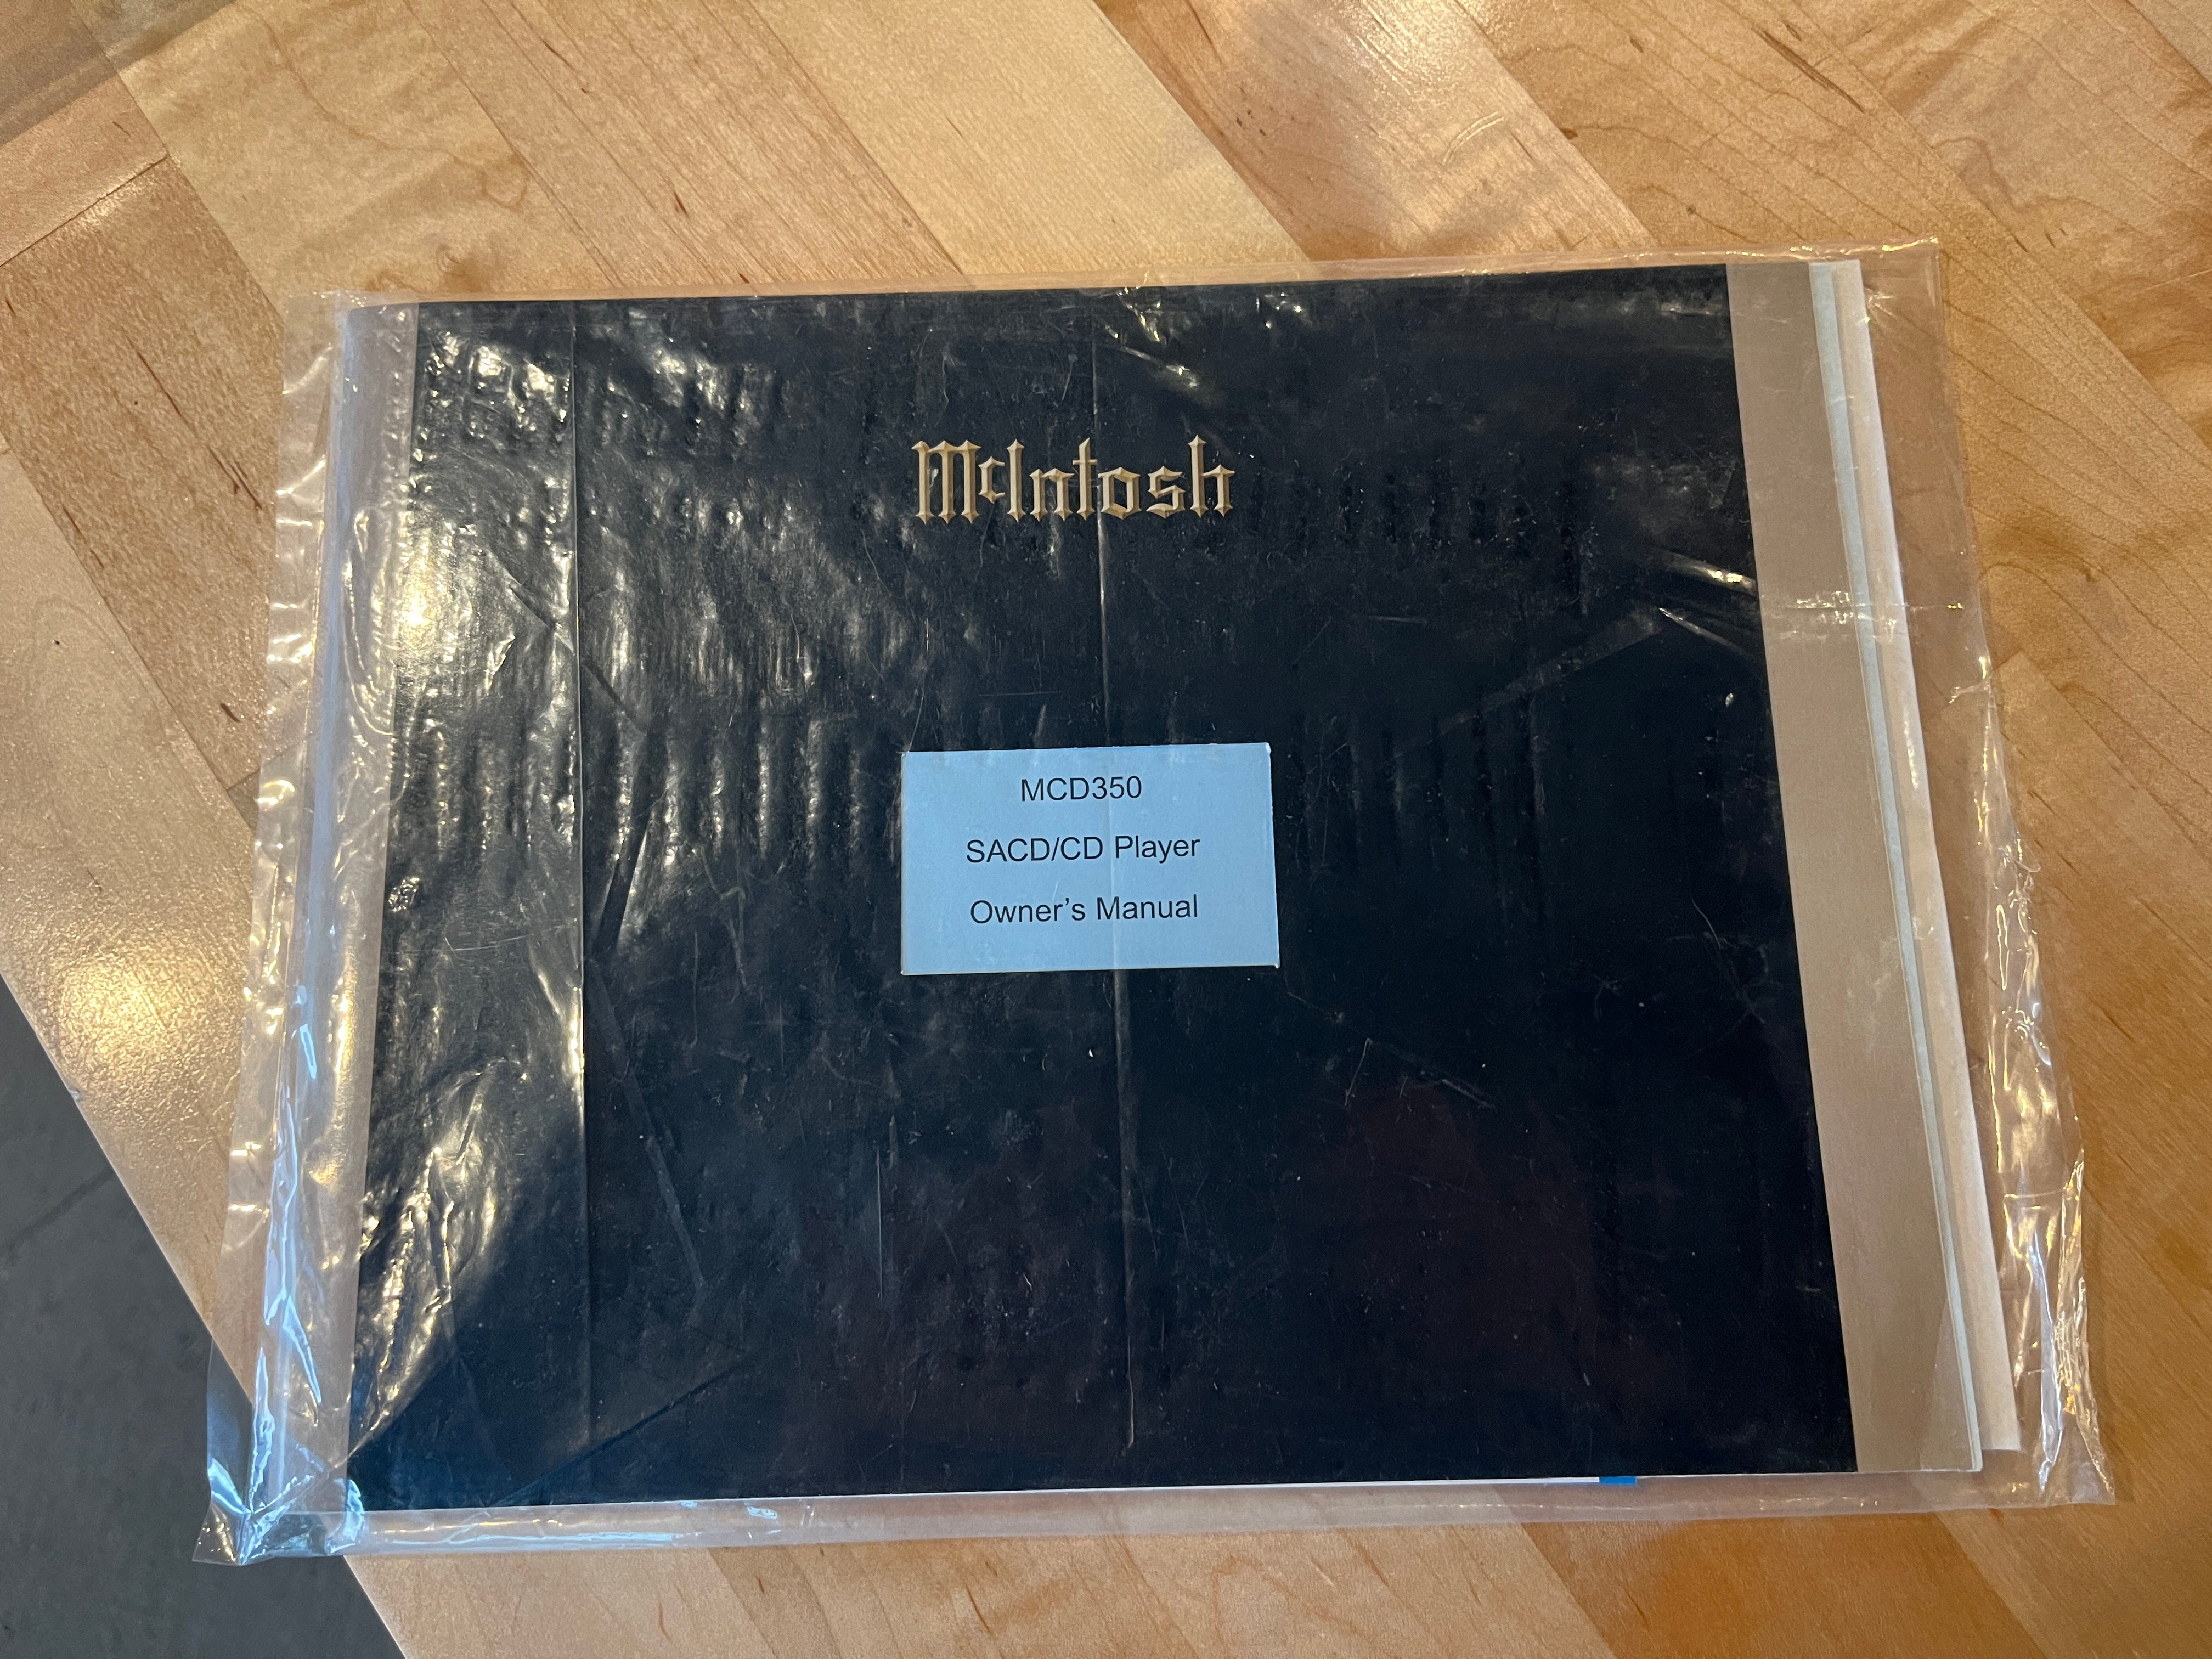 McIntosh
MCD350
SACD/CD Player
Owner’s Manual